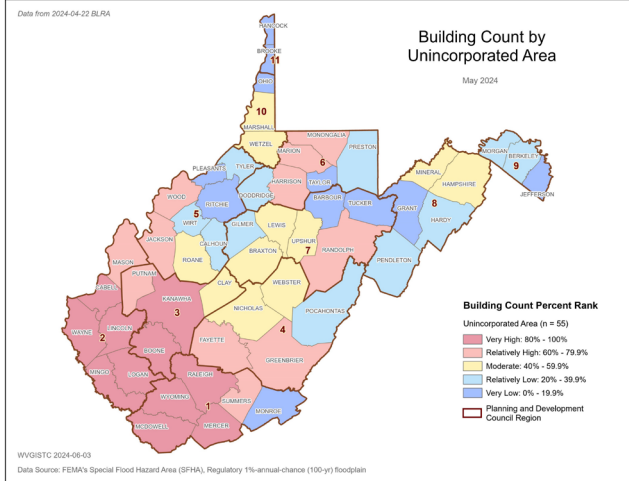 Data from 2024-04-22 BLRA
Building Count by
Unincorporated Area
May 2024
HANCOCK
BROOKE
11
OHIO
10
MARSHALL
WETZEL
MONONGALIA
MARION
PRESTON
6
PLEASANTS
TYLER
HARRISON
TAYLOR
MORGAN
BERKELEY
9
JEFFERSON
MINERAL
HAMPSHIRE
WOOD
RITCHIE
DODDRIDGE
BARBOUR
TUCKER
GRANT
8
HARDY
5
WIRT
GILMER
LEWIS
UPSHUR
7
JACKSON
CALHOUN
BRAXTON
RANDOLPH
ROANE
PENDLETON
MASON
PUTNAM
CLAY
WEBSTER
CABELL
KANAWHA
3
NICHOLAS
POCAHONTAS
WAYNE
2
LINCOLN
4
BOONE
FAYETTE
GREENBRIER
MINGO
LOGAN
RALEIGH
WYOMING
1
SUMMERS
MONROE
MCDOWELL
MERCER
Building Count Percent Rank
Unincorporated Area (n = 55)
Very High: 80% - 100%
Relatively High: 60% - 79.9%
Moderate: 40% - 59.9%
Relatively Low: 20% - 39.9%
Very Low: 0% - 19.9%
Planning and Development
Council Region
WVGISTC 2024-06-03
Data Source: FEMA's Special Flood Hazard Area (SFHA), Regulatory 1%-annual-chance (100-yr) floodplain